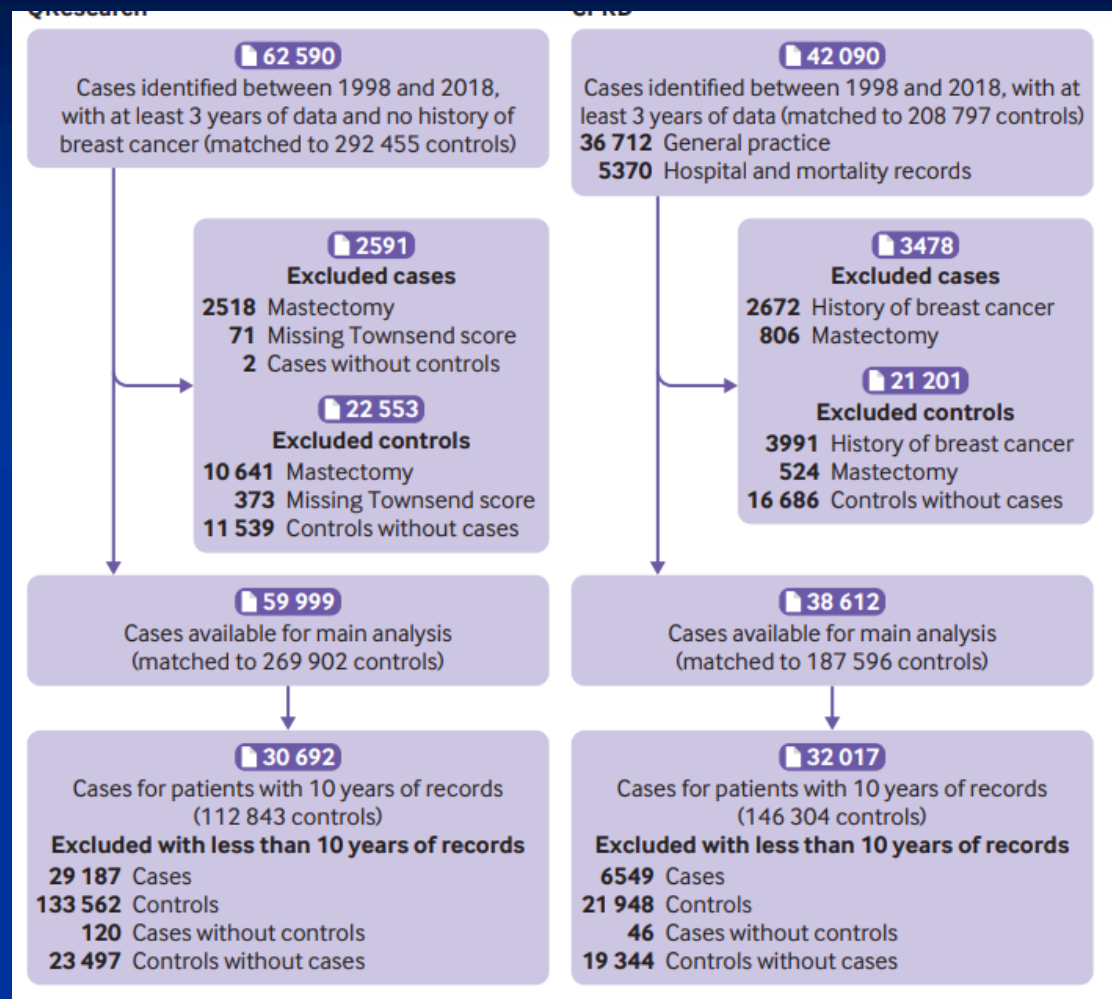 62 590
Cases identified between 1998 and 2018,
with at least 3 years of data and no history of
breast cancer (matched to 292 455 controls)
2591
Excluded cases
2518 Mastectomy
71 Missing Townsend score
2 Cases without controls
22 553
Excluded controls
10 641 Mastectomy
373 Missing Townsend score
11 539 Controls without cases
59 999
Cases available for main analysis
(matched to 269 902 controls)
30 692
Cases for patients with 10 years of records
(112 843 controls)
Excluded with less than 10 years of records
29 187 Cases
133 562 Controls
120 Cases without controls
23 497 Controls without cases
42 090
Cases identified between 1998 and 2018, with at
least 3 years of data (matched to 208 797 controls)
36 712 General practice
5370 Hospital and mortality records
3478
Excluded cases
2672 History of breast cancer
806 Mastectomy
21 201
Excluded controls
3991 History of breast cancer
524 Mastectomy
16 686 Controls without cases
38 612
Cases available for main analysis
(matched to 187 596 controls)
32 017
Cases for patients with 10 years of records
(146 304 controls)
Excluded with less than 10 years of records
6549 Cases
21 948 Controls
46 Cases without controls
19 344 Controls without cases